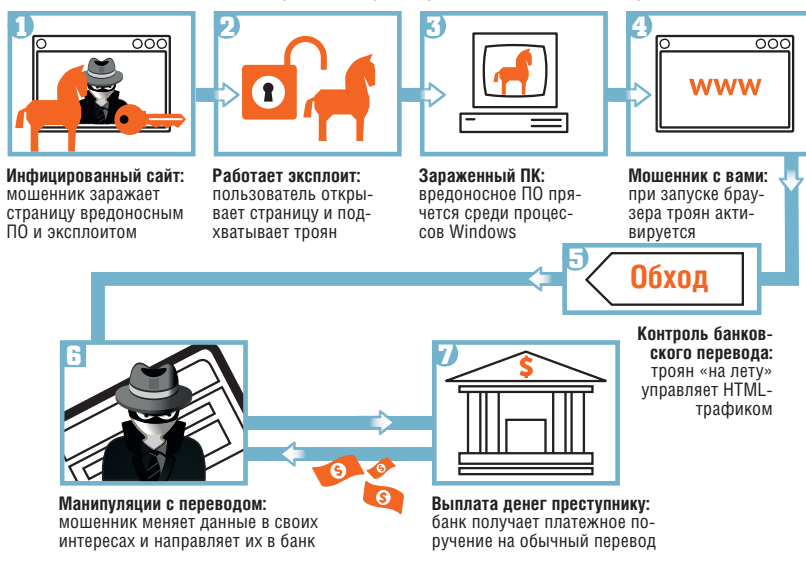 1
Инфицированный сайт:
мошенник заражает
страницу вредоносным
ПО и эксплоитом
2
Работает эксплоит:
пользователь откры-
вает страницу и под-
хватывает троян
3
Зараженный ПК:
вредоносное ПО пря-
чется среди процес-
сов Windows
4
www
Мошенник с вами:
при запуске брау-
зера троян акти-
вируется
5
Обход
Контроль банков-
ского перевода:
троян «на лету»
управляет HTML-
трафиком
6
Манипуляции с переводом:
мошенник меняет данные в своих
интересах и направляет их в банк
7
$
$
$
$
Выплата денег преступнику:
банк получает платежное по-
ручение на обычный перевод